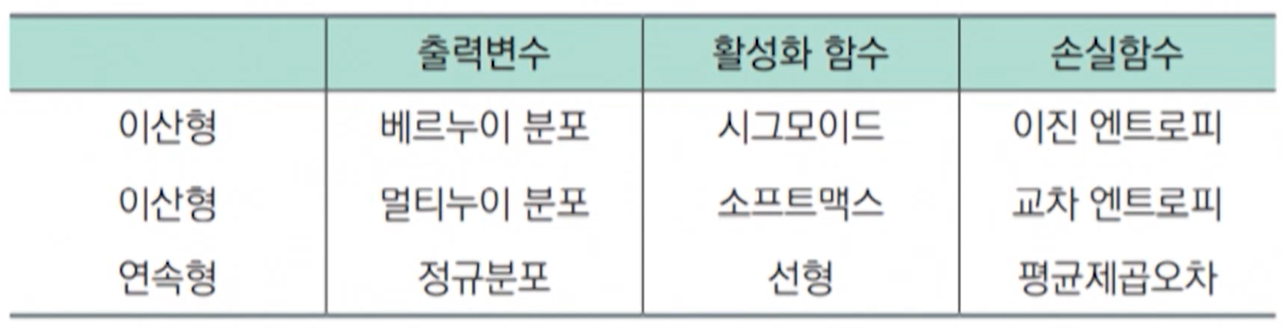 출력변수 활성화 함수 손실함수
이산형 베르누이 분포 시그모이드 이진 엔트로피
이산형 멀티누이 분포 소프트맥스 교차 엔트로피
연속형 정규분포 선형 평균제곱오차